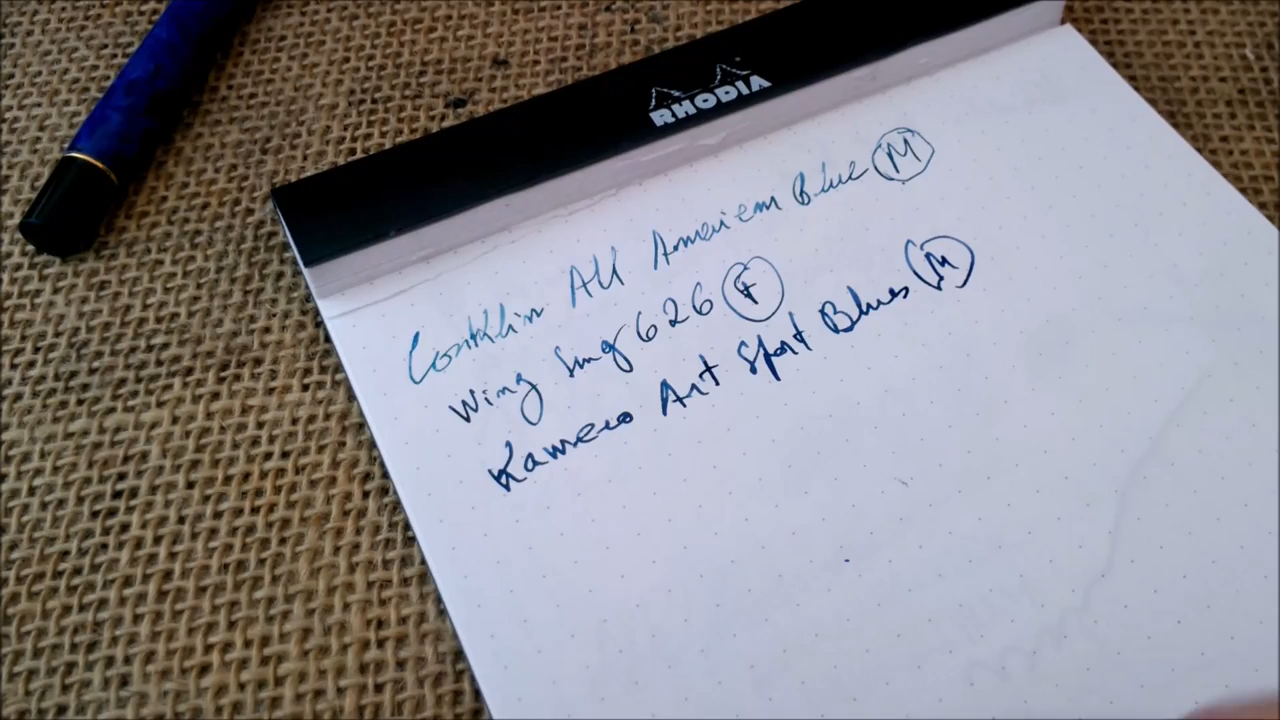 RHODIA
Conklin All American Blue M
Wing Sung 626 F
Kaweco Art Sport Blues M